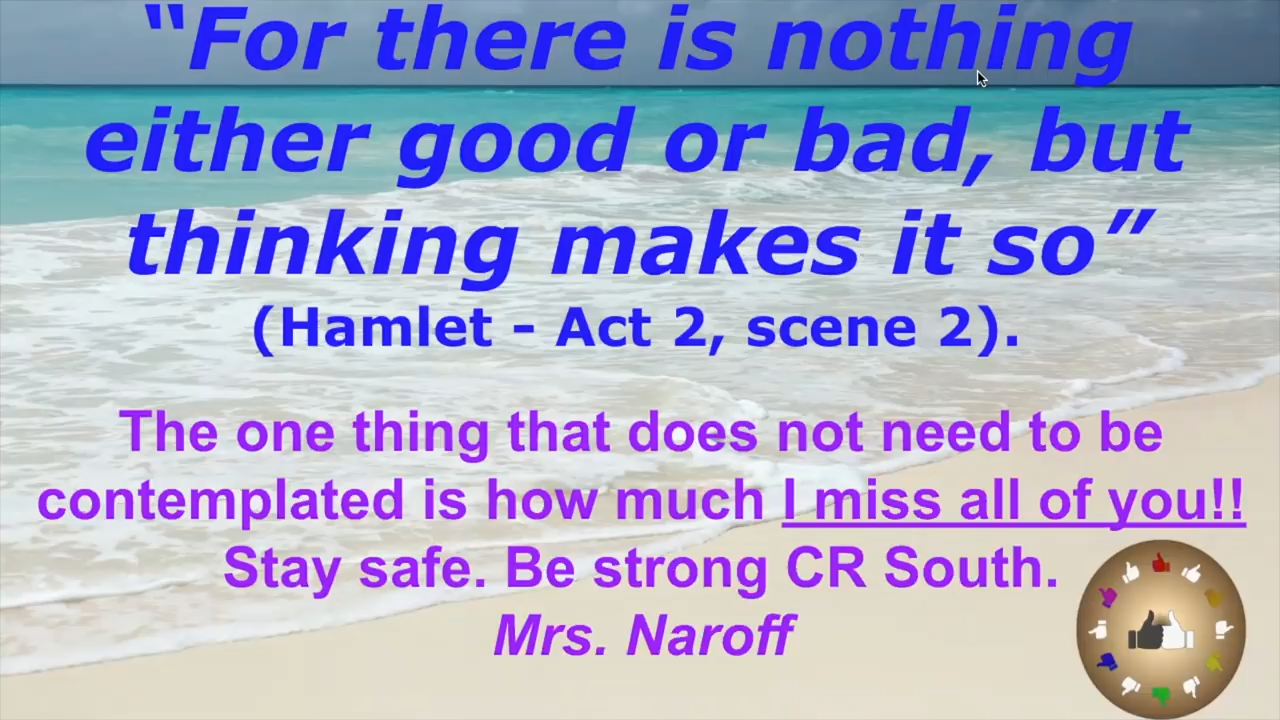 “For there is nothing
either good or bad, but
thinking makes it so”
(Hamlet - Act 2, scene 2).
The one thing that does not need to be
contemplated is how much I miss all of you!!
Stay safe. Be strong CR South.
Mrs. Naroff